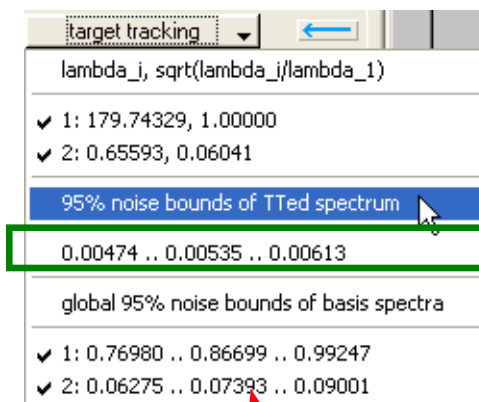 target tracking
lambda_i, sqrt(lambda_i/lambda_1)
1: 179.74329, 1.00000
2: 0.65593, 0.06041
95% noise bounds of TTed spectrum
0.00474 .. 0.00535 .. 0.00613
global 95% noise bounds of basis spectra
1: 0.76980 .. 0.86699 .. 0.99247
2: 0.06275 .. 0.07393 .. 0.09001